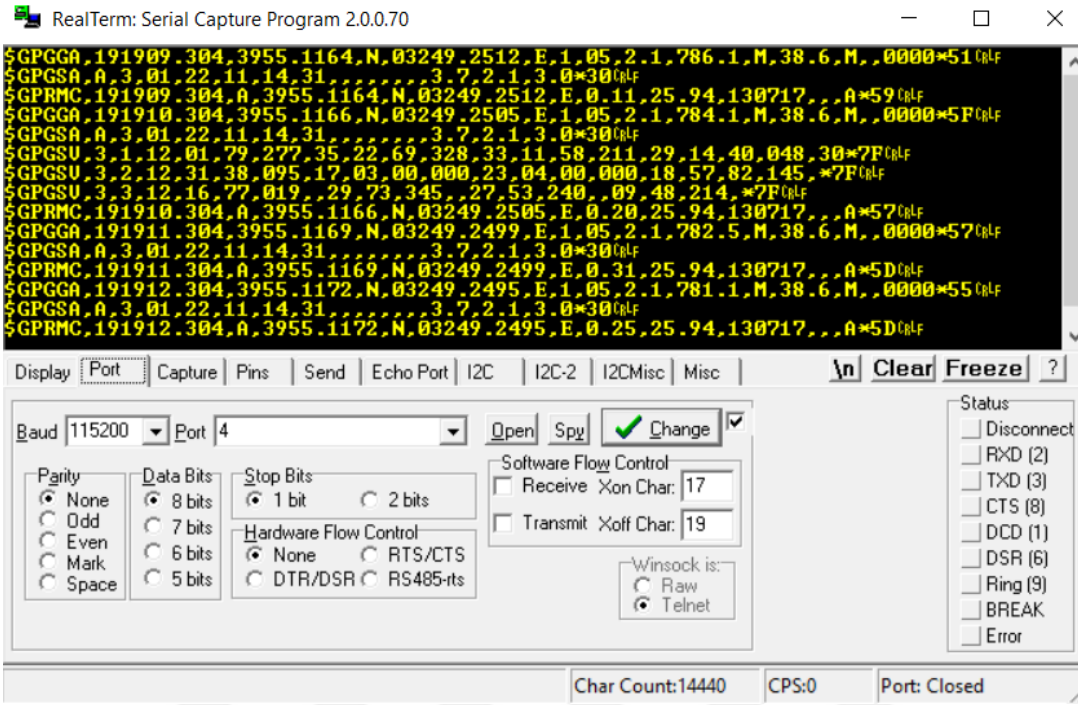 RealTerm: Serial Capture Program 2.0.0.70
$GPGGA,191909.304,3955.1164,N,03249.2512,E,1,05,2.1,786.1,M,38.6,M,,0000*51CRLF
$GPGSA,A,3,01,22,11,14,31,,,,,,,,3.7,2.1,3.0*30CRLF
$GPRMC,191909.304,A,3955.1164,N,03249.2512,E,0.11,25.94,130717,,,A*59CRLF
$GPGGA,191910.304,3955.1166,N,03249.2505,E,1,05,2.1,784.1,M,38.6,M,,0000*5FCRLF
$GPGSA,A,3,01,22,11,14,31,,,,,,,,3.7,2.1,3.0*30CRLF
$GPGSV,3,1,12,01,79,277,35,22,69,328,33,11,58,211,29,14,40,048,30*7FCRLF
$GPGSV,3,2,12,31,38,095,17,03,00,000,23,04,00,000,18,57,82,145,*7FCRLF
$GPGSV,3,3,12,16,77,019,,29,73,345,,27,53,240,,09,48,214,*7FCRLF
$GPRMC,191910.304,A,3955.1166,N,03249.2505,E,0.20,25.94,130717,,,A*57CRLF
$GPGGA,191911.304,3955.1169,N,03249.2499,E,1,05,2.1,782.5,M,38.6,M,,0000*57CRLF
$GPGSA,A,3,01,22,11,14,31,,,,,,,,3.7,2.1,3.0*30CRLF
$GPRMC,191911.304,A,3955.1169,N,03249.2499,E,0.31,25.94,130717,,,A*5DCRLF
$GPGGA,191912.304,3955.1172,N,03249.2495,E,1,05,2.1,781.1,M,38.6,M,,0000*55CRLF
$GPGSA,A,3,01,22,11,14,31,,,,,,,,3.7,2.1,3.0*30CRLF
$GPRMC,191912.304,A,3955.1172,N,03249.2495,E,0.25,25.94,130717,,,A*5DCRLF
Display Port Capture Pins Send Echo Port I2C I2C-2 I2CMisc Misc \n Clear Freeze ?
Baud 115200 Port 4 Open Spy Change
Parity
None
Odd
Even
Mark
Space
Data Bits
8 bits
7 bits
6 bits
5 bits
Stop Bits
1 bit 2 bits
Hardware Flow Control
None RTS/CTS
DTR/DSR RS485-rts
Software Flow Control
Receive Xon Char: 17
Transmit Xoff Char: 19
Winsock is:
Raw
Telnet
Status
Disconnect
RXD (2)
TXD (3)
CTS (8)
DCD (1)
DSR (6)
Ring (9)
BREAK
Error
Char Count:14440 CPS:0 Port: Closed